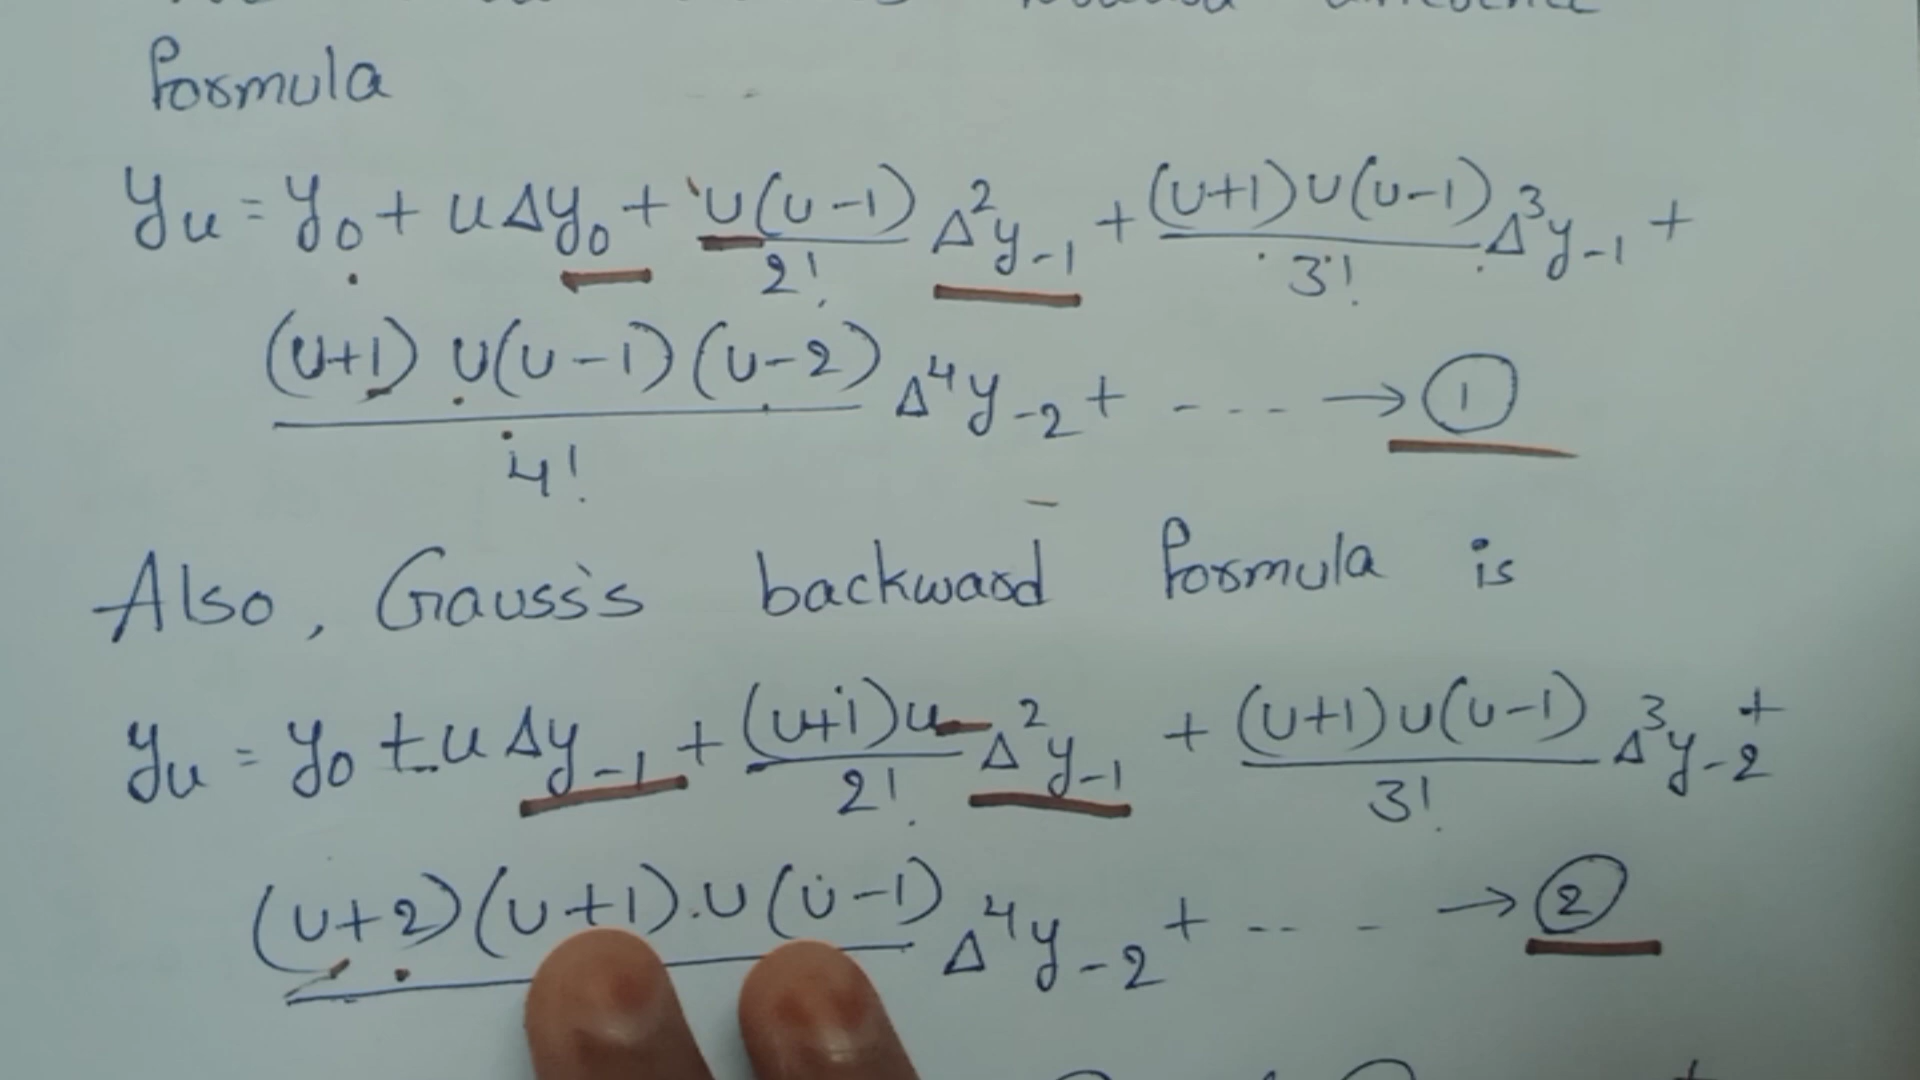 formula
yu = y0 + uΔy0 + u(u-1)/2! Δ²y-1 + (u+1)u(u-1)/3! Δ³y-1 +
(u+1) u(u-1)(u-2)/4! Δ⁴y-2 + ---- → ①
Also, Gauss's backward formula is
yu = y0 + uΔy-1 + (u+1)u/2! Δ²y-1 + (u+1)u(u-1)/3! Δ³y-2 +
(u+2)(u+1).u(u-1) Δ⁴y-2 + --- → ②